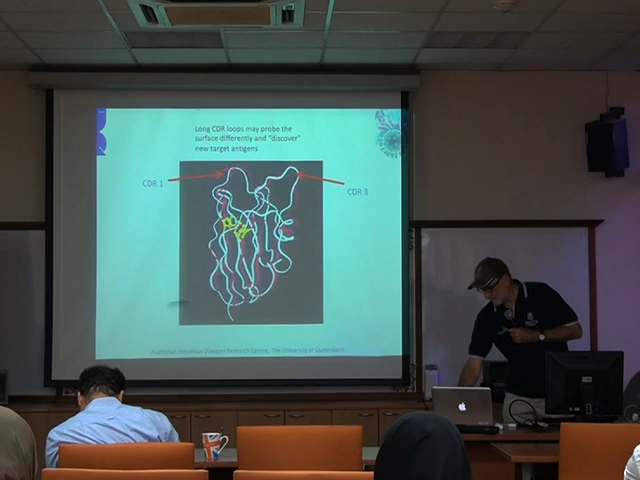 Long CDR loops may probe the
surface differently and "discover"
new target antigens
CDR 1
CDR 3
Australian Infectious Diseases Research Centre, The University of Queensland